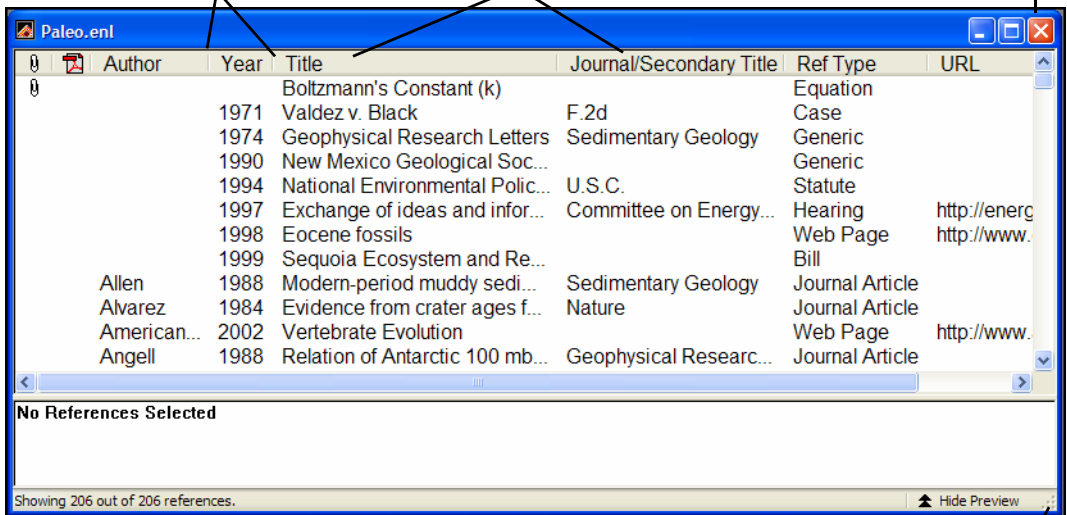 Paleo.enl
Author Year Title Journal/Secondary Title Ref Type URL
Boltzmann's Constant (k) Equation
1971 Valdez v. Black F.2d Case
1974 Geophysical Research Letters Sedimentary Geology Generic
1990 New Mexico Geological Soc... Generic
1994 National Environmental Polic... U.S.C. Statute
1997 Exchange of ideas and infor... Committee on Energy... Hearing http://energ
1998 Eocene fossils Web Page http://www.
1999 Sequoia Ecosystem and Re... Bill
Allen 1988 Modern-period muddy sedi... Sedimentary Geology Journal Article
Alvarez 1984 Evidence from crater ages f... Nature Journal Article
American... 2002 Vertebrate Evolution Web Page http://www.
Angell 1988 Relation of Antarctic 100 mb... Geophysical Researc... Journal Article
No References Selected
Showing 206 out of 206 references. Hide Preview